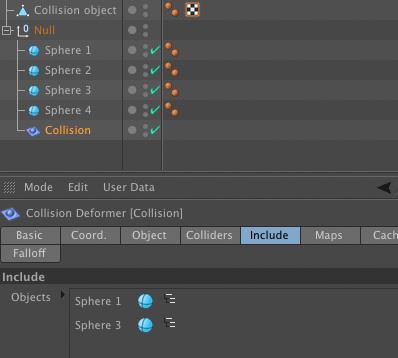 Collision object
Null
Sphere 1
Sphere 2
Sphere 3
Sphere 4
Collision
Mode Edit User Data
Collision Deformer [Collision]
Basic Coord. Object Colliders Include Maps Cach
Falloff
Include
Objects Sphere 1
Sphere 3